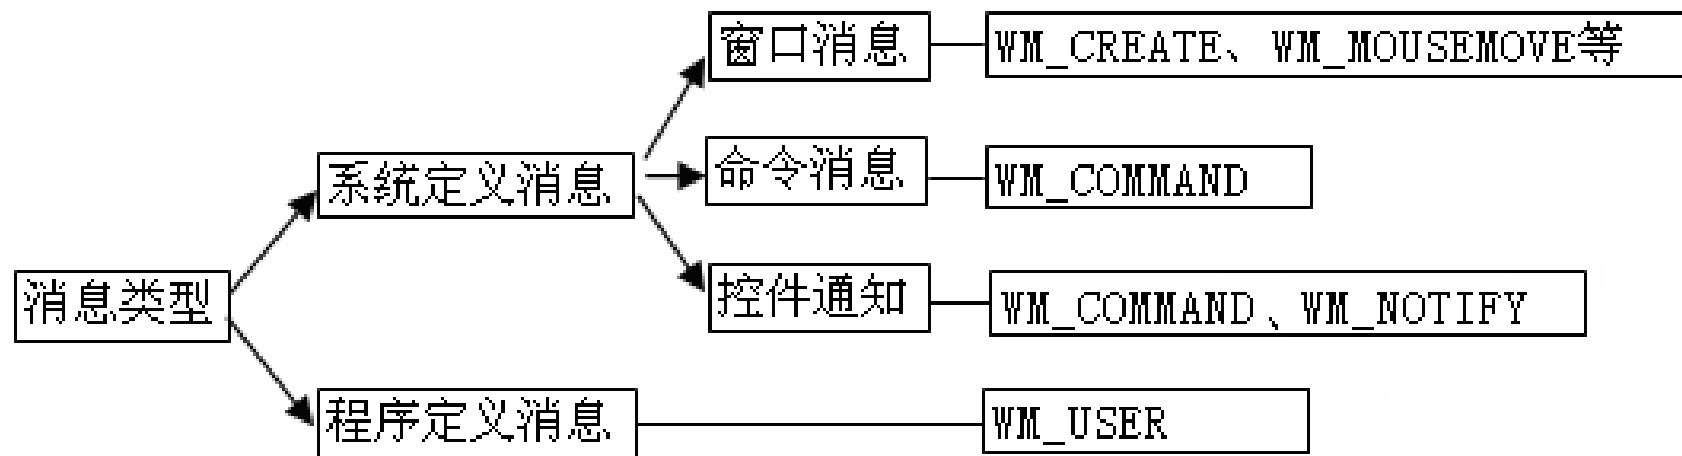 窗口消息
WM_CREATE、WM_MOUSEMOVE等
系统定义消息
命令消息
WM_COMMAND
消息类型
控件通知
WM_COMMAND、WM_NOTIFY
程序定义消息
WM_USER